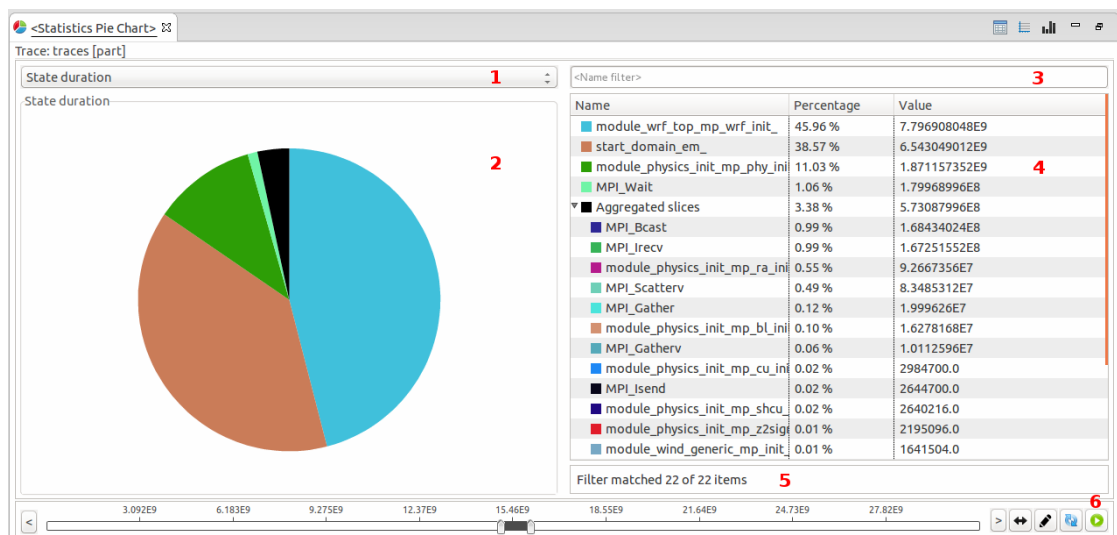 <Statistics Pie Chart>
Trace: traces [part]
State duration 1
<Name filter> 3
State duration
2
Name Percentage Value
module_wrf_top_mp_wrf_init_ 45.96 % 7.796908048E9
start_domain_em_ 38.57 % 6.543049012E9
module_physics_init_mp_phy_ini 11.03 % 1.871157352E9
4
MPI_Wait 1.06 % 1.79968996E8
Aggregated slices 3.38 % 5.73087996E8
MPI_Bcast 0.99 % 1.68434024E8
MPI_Irecv 0.99 % 1.67251552E8
module_physics_init_mp_ra_ini 0.55 % 9.2667356E7
MPI_Scatterv 0.49 % 8.3485312E7
MPI_Gather 0.12 % 1.999626E7
module_physics_init_mp_bl_ini 0.10 % 1.6278168E7
MPI_Gatherv 0.06 % 1.0112596E7
module_physics_init_mp_cu_ini 0.02 % 2984700.0
MPI_Isend 0.02 % 2644700.0
module_physics_init_mp_shcu_ 0.02 % 2640216.0
module_physics_init_mp_z2sig 0.01 % 2195096.0
module_wind_generic_mp_init_ 0.01 % 1641504.0
Filter matched 22 of 22 items 5
6
3.092E9 6.183E9 9.275E9 12.37E9 15.46E9 18.55E9 21.64E9 24.73E9 27.82E9
< >